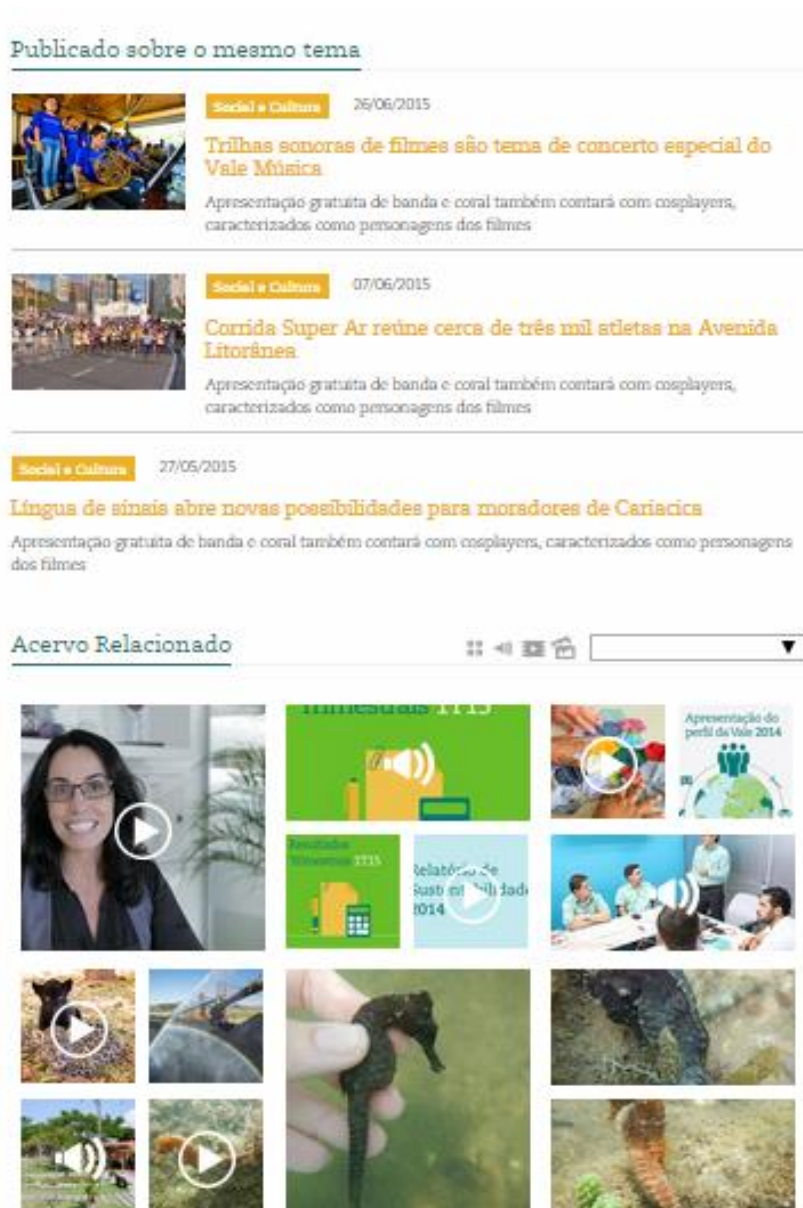 Publicado sobre o mesmo tema
Social e Cultura 26/06/2015
Trilhas sonoras de filmes são tema de concerto especial do
Vale Música
Apresentação gratuita de banda e coral também contará com cosplayers,
caracterizados como personagens dos filmes
Social e Cultura 07/06/2015
Corrida Super Ar reúne cerca de três mil atletas na Avenida
Litorânea
Apresentação gratuita de banda e coral também contará com cosplayers,
caracterizados como personagens dos filmes
Social e Cultura 27/05/2015
Língua de sinais abre novas possibilidades para moradores de Cariacica
Apresentação gratuita de banda e coral também contará com cosplayers, caracterizados como personagens
dos filmes
Acervo Relacionado
trimestrais 1T15
Apresentação do
perfil da Vale 2014
Resultados
trimestrais 1T15
Relatório de
Sustentabilidade
2014